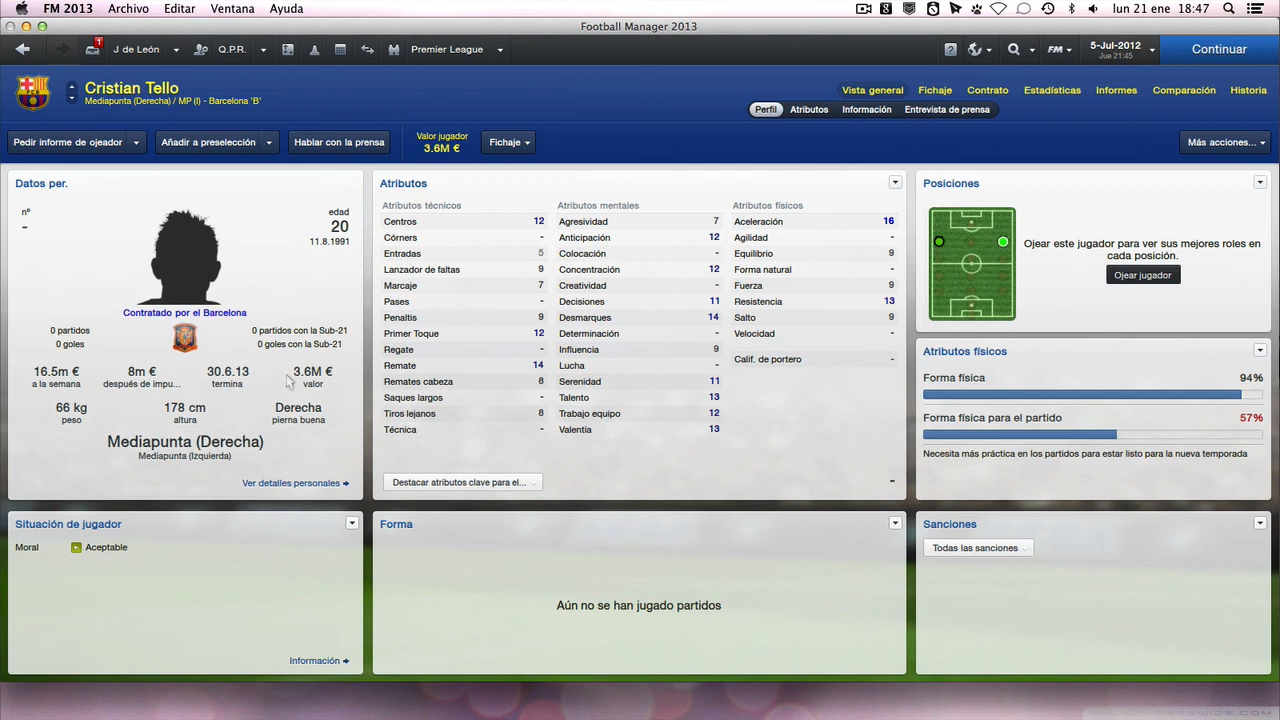 FM 2013 Archivo Editar Ventana Ayuda
lun 21 ene 18:47
Football Manager 2013
1
J de León Q.P.R. Premier League
? FM
5-Jul-2012
Jue 21:45
Continuar
Cristian Tello
Mediapunta (Derecha) / MP (I) - Barcelona 'B'
Vista general Fichaje Contrato Estadísticas Informes Comparación Historia
Perfil Atributos Información Entrevista de prensa
Pedir informe de ojeador
Añadir a preselección
Hablar con la prensa
Valor jugador
3.6M €
Fichaje
Más acciones...
Datos per.
nº
-
edad
20
11.8.1991
Contratado por el Barcelona
0 partidos
0 goles
0 partidos con la Sub-21
0 goles con la Sub-21
16.5m € 8m € 30.6.13 3.6M €
a la semana después de impu... termina valor
66 kg 178 cm Derecha
peso altura pierna buena
Mediapunta (Derecha)
Mediapunta (Izquierda)
Ver detalles personales
Atributos
Atributos técnicos
Centros 12
Córners -
Entradas 5
Lanzador de faltas 9
Marcaje 7
Pases -
Penaltis 9
Primer Toque 12
Regate -
Remate 14
Remates cabeza 8
Saques largos -
Tiros lejanos 8
Técnica -
Atributos mentales
Agresividad 7
Anticipación 12
Colocación -
Concentración 12
Creatividad -
Decisiones 11
Desmarques 14
Determinación -
Influencia 9
Lucha -
Serenidad 11
Talento 13
Trabajo equipo 12
Valentía 13
Atributos físicos
Aceleración 16
Agilidad -
Equilibrio 9
Forma natural -
Fuerza 9
Resistencia 13
Salto 9
Velocidad -
Calif. de portero -
Destacar atributos clave para el...
-
Posiciones
Ojear este jugador para ver sus mejores roles en
cada posición.
Ojear jugador
Atributos físicos
Forma física 94%
Forma física para el partido 57%
Necesita más práctica en los partidos para estar listo para la nueva temporada
Situación de jugador
Moral Aceptable
Información
Forma
Aún no se han jugado partidos
Sanciones
Todas las sanciones